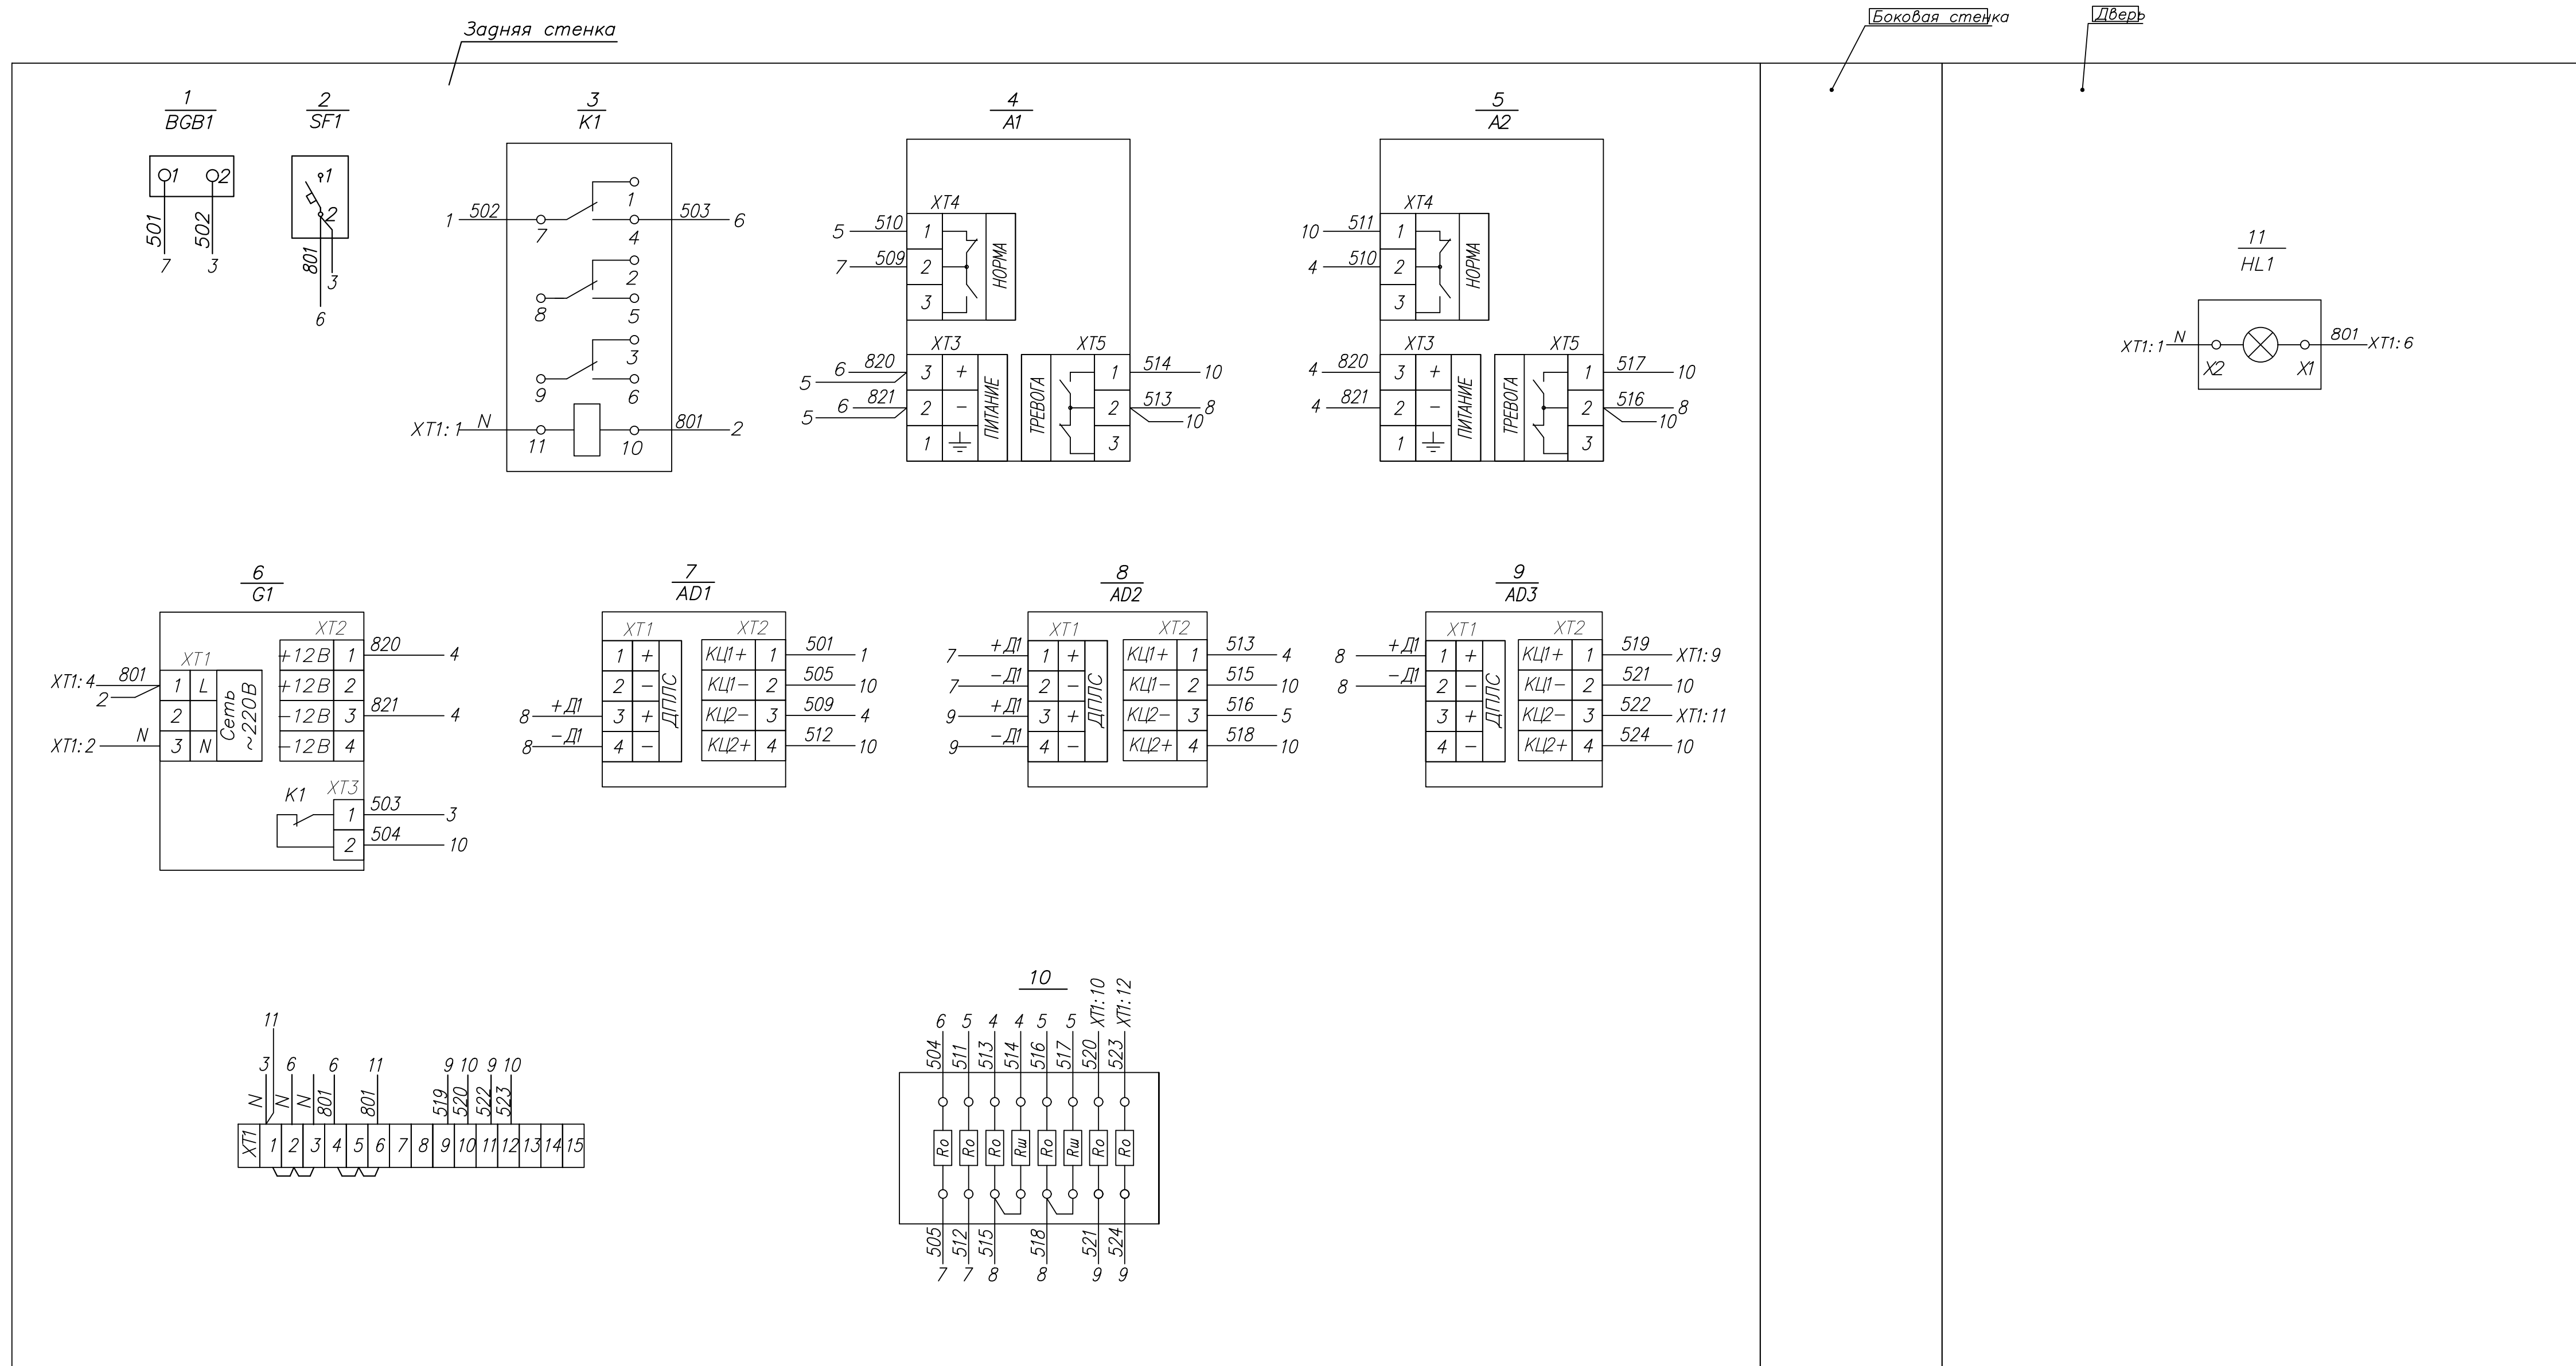 Задняя стенка
Боковая стенка
Дверь
1
BGB1
1
2
501
502
7
3
2
SF1
1
2
801
3
6
3
K1
1
1 502 503 6
7 4
2
8 5
3
9 6
XT1:1 N 801 2
11 10
4
A1
XT4
5 510 1
7 509 2
3
НОРМА
XT3
6 820 3 +
5
6 821 2 -
5
1
ПИТАНИЕ
XT5
ТРЕВОГА
1 514 10
2 513 8
10
3
5
A2
XT4
10 511 1
4 510 2
3
НОРМА
XT3
4 820 3 +
4 821 2 -
1
ПИТАНИЕ
XT5
ТРЕВОГА
1 517 10
2 516 8
10
3
11
HL1
XT1:1 N X2 X1 801 XT1:6
6
G1
XT1
XT1:4 801 1 L
2
2
XT1:2 N 3 N
Сеть
~220В
XT2
+12В 1 820 4
+12В 2
-12В 3 821 4
-12В 4
K1 XT3
1 503 3
2 504 10
7
AD1
XT1
1 +
2 -
8 +Д1 3 +
8 -Д1 4 -
ДПЛС
XT2
КЦ1+ 1 501 1
КЦ1- 2 505 10
КЦ2- 3 509 4
КЦ2+ 4 512 10
8
AD2
XT1
7 +Д1 1 +
7 -Д1 2 -
9 +Д1 3 +
9 -Д1 4 -
ДПЛС
XT2
КЦ1+ 1 513 4
КЦ1- 2 515 10
КЦ2- 3 516 5
КЦ2+ 4 518 10
9
AD3
XT1
8 +Д1 1 +
8 -Д1 2 -
3 +
4 -
ДПЛС
XT2
КЦ1+ 1 519 XT1:9
КЦ1- 2 521 10
КЦ2- 3 522 XT1:11
КЦ2+ 4 524 10
11
3 6 6 11 9 10 9 10
N N N 801 801 519 520 522 523
XT1 1 2 3 4 5 6 7 8 9 10 11 12 13 14 15
10
6 5 4 4 5 5 XT1:10 XT1:12
504 511 513 514 516 517 520 523
Rо Rо Rо Rш Rо Rш Rо Rо
505 512 515 518 521 524
7 7 8 8 9 9